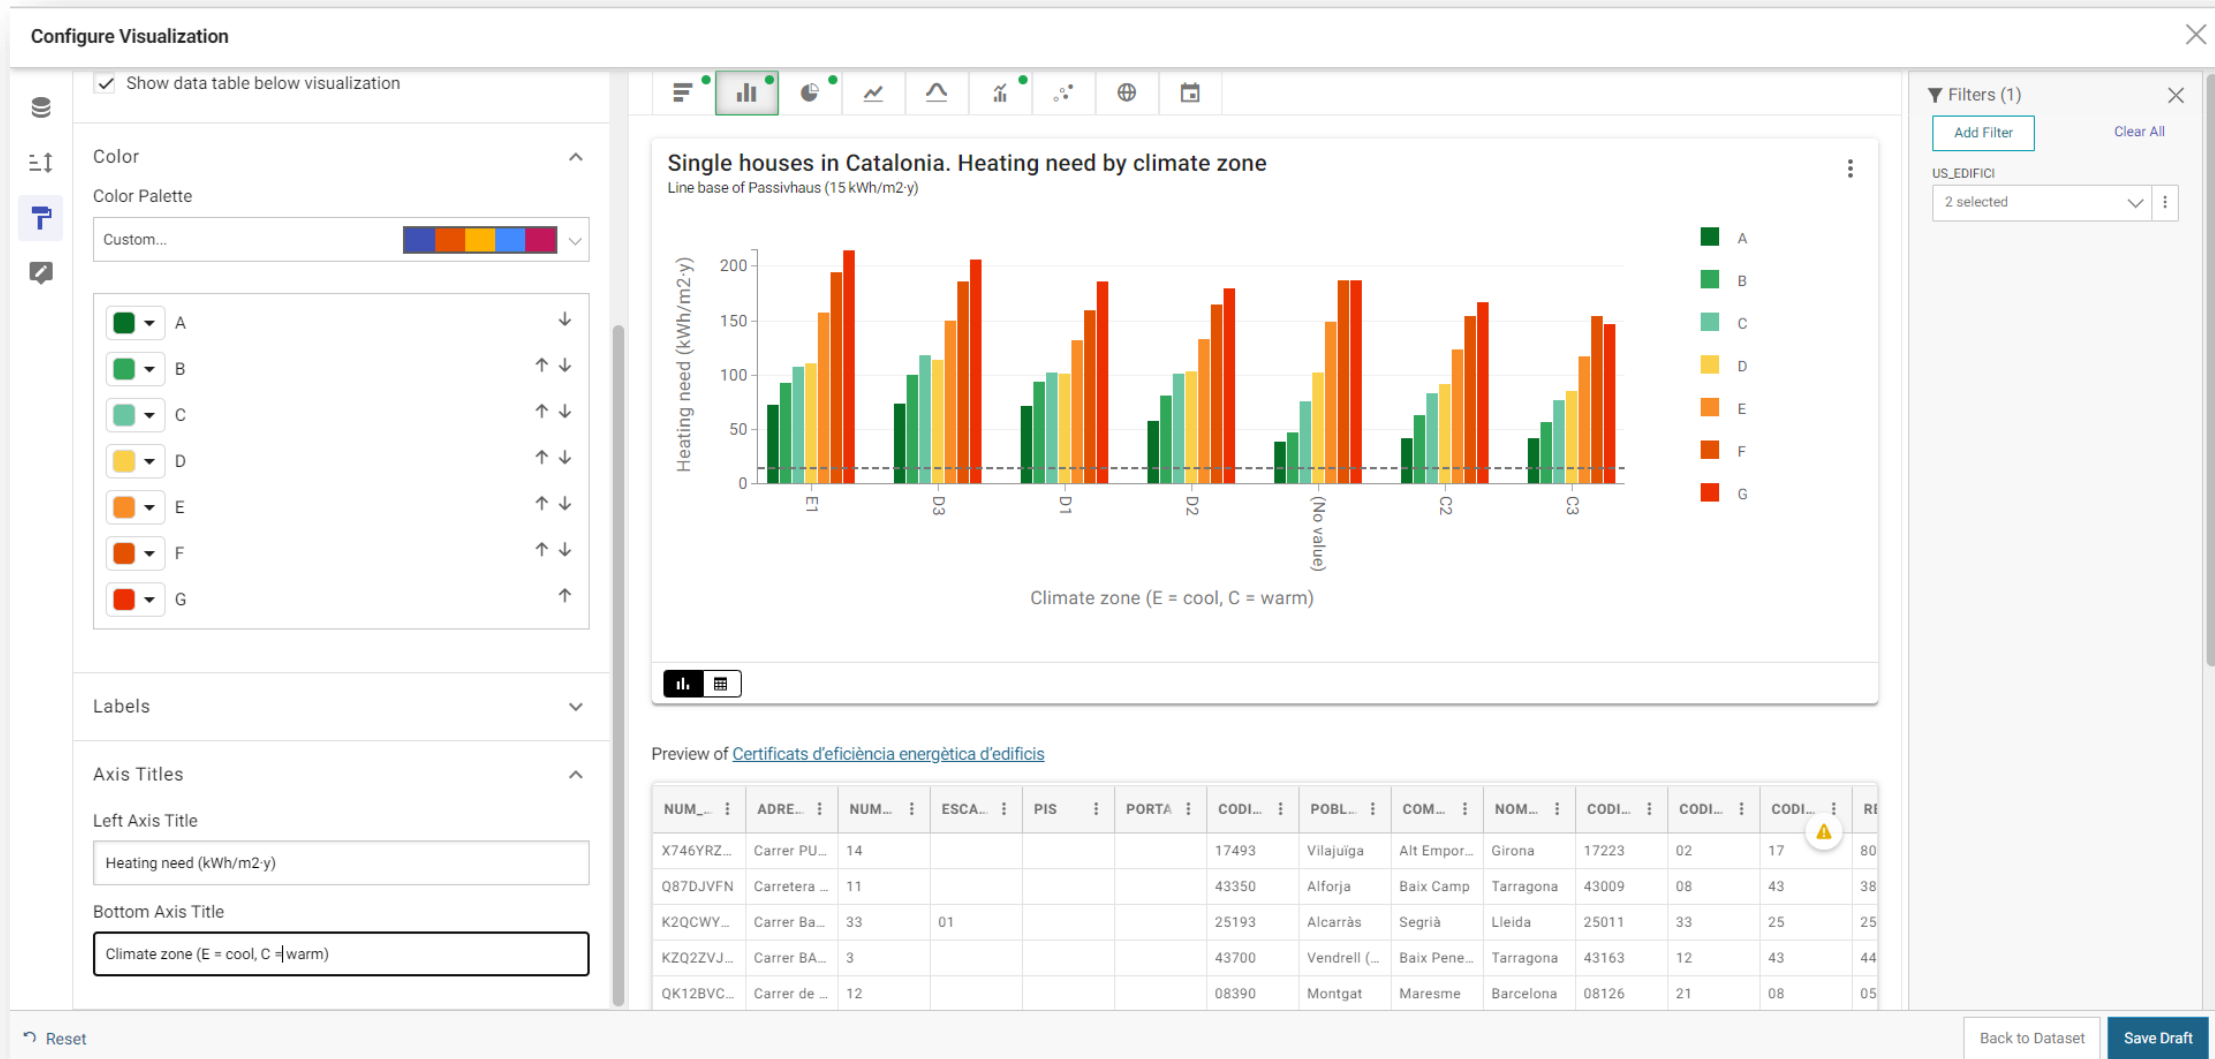 Configure Visualization
Show data table below visualization
Color
Color Palette
Custom...
A
B
C
D
E
F
G
Labels
Axis Titles
Left Axis Title
Heating need (kWh/m2·y)
Bottom Axis Title
Climate zone (E = cool, C = warm)
Reset
Single houses in Catalonia. Heating need by climate zone
Line base of Passivhaus (15 kWh/m2·y)
Heating need (kWh/m2·y)
200
150
100
50
0
E1 D3 D1 D2 (No value) C2 C3
Climate zone (E = cool, C = warm)
A
B
C
D
E
F
G
Preview of Certificats d'eficiència energètica d'edificis
NUM_... ADRE... NUM... ESCA... PIS PORTA CODI... POBL... COM... NOM... CODI... CODI... CODI... RE
X746YRZ... Carrer PU... 14 17493 Vilajuïga Alt Empor... Girona 17223 02 17 80
Q87DJVFN Carretera ... 11 43350 Alforja Baix Camp Tarragona 43009 08 43 38
K2QCWY... Carrer Ba... 33 01 25193 Alcarràs Segrià Lleida 25011 33 25 25
KZQ2ZVJ... Carrer BA... 3 43700 Vendrell (... Baix Pene... Tarragona 43163 12 43 44
QK12BVC... Carrer de ... 12 08390 Montgat Maresme Barcelona 08126 21 08 05
Filters (1)
Add Filter Clear All
US_EDIFICI
2 selected
Back to Dataset Save Draft